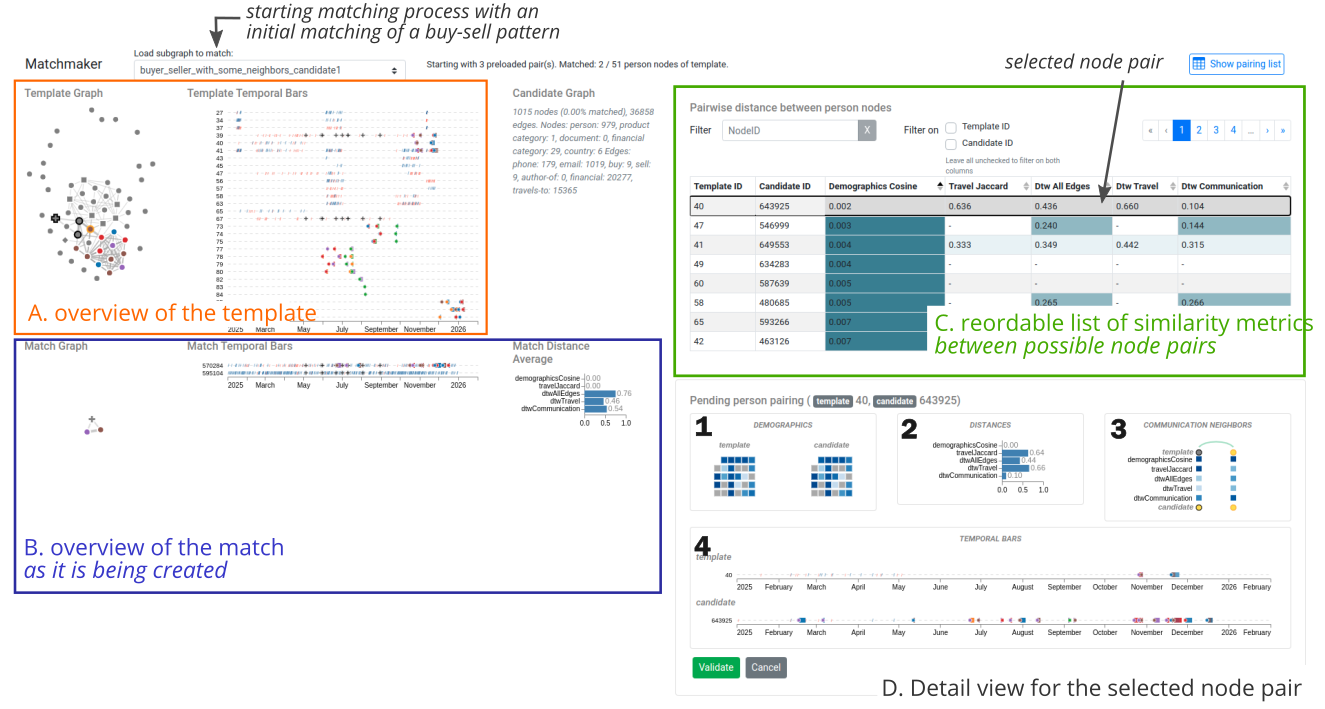 starting matching process with an
initial matching of a buy-sell pattern
Matchmaker
Load subgraph to match:
buyer_seller_with_some_neighbors_candidate1
Starting with 3 preloaded pair(s). Matched: 2 / 51 person nodes of template.
selected node pair
Show pairing list
Template Graph
Template Temporal Bars
27
34
37
39
40
41
43
45
47
56
57
58
63
65
67
73
74
75
77
78
79
80
82
83
84
2025 March May July September November 2026
A. overview of the template
Candidate Graph
1015 nodes (0.00% matched), 36858
edges. Nodes: person: 979, product
category: 1, document: 0, financial
category: 29, country: 6 Edges:
phone: 179, email: 1019, buy: 9, sell:
9, author-of: 0, financial: 20277,
travels-to: 15365
Pairwise distance between person nodes
Filter NodeID X
Filter on Template ID
Candidate ID
Leave all unchecked to filter on both
columns
« ‹ 1 2 3 4 ... › »
Template ID Candidate ID Demographics Cosine Travel Jaccard Dtw All Edges Dtw Travel Dtw Communication
40 643925 0.002 0.636 0.436 0.660 0.104
47 546999 0.003 - 0.240 - 0.144
41 649553 0.004 0.333 0.349 0.442 0.315
49 634283 0.004 - - - -
60 587639 0.005 - - - -
58 480685 0.005 - 0.265 - 0.266
65 593266 0.007
42 463126 0.007
C. reordable list of similarity metrics
between possible node pairs
Match Graph
Match Temporal Bars
570284
595104
2025 March May July September November 2026
Match Distance
Average
demographicsCosine 0.00
travelJaccard 0.00
dtwAllEdges 0.76
dtwTravel 0.46
dtwCommunication 0.54
0.0 0.5 1.0
B. overview of the match
as it is being created
Pending person pairing ( template 40, candidate 643925)
1 DEMOGRAPHICS
template candidate
2 DISTANCES
demographicsCosine 0.00
travelJaccard 0.64
dtwAllEdges 0.44
dtwTravel 0.66
dtwCommunication 0.10
0.0 0.5 1.0
3 COMMUNICATION NEIGHBORS
template
demographicsCosine
travelJaccard
dtwAllEdges
dtwTravel
dtwCommunication
candidate
4 TEMPORAL BARS
template
40
2025 February March April May June July August September October November December 2026 February
candidate
643925
2025 February March April May June July August September October November December 2026 February
Validate Cancel
D. Detail view for the selected node pair